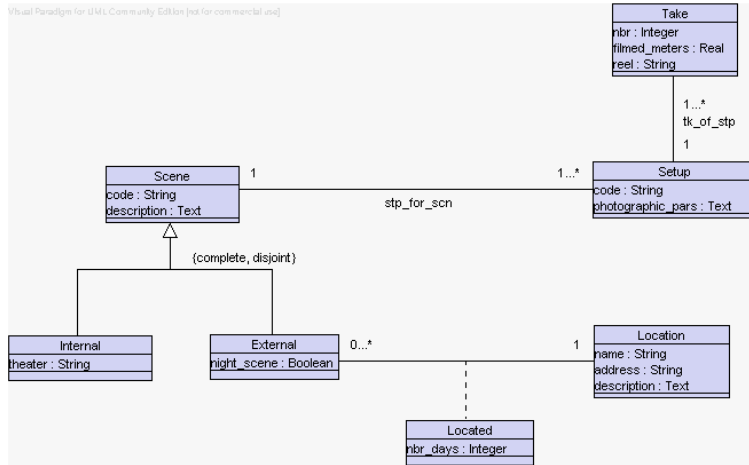 Visual Paradigm for UML Community Edition [not for commercial use]
Take
nbr : Integer
filmed_meters : Real
reel : String
1...*
tk_of_stp
1
Scene
code : String
description : Text
1
1...*
stp_for_scn
Setup
code : String
photographic_pars : Text
{complete, disjoint}
Internal
theater : String
External
night_scene : Boolean
0...*
1
Location
name : String
address : String
description : Text
Located
nbr_days : Integer